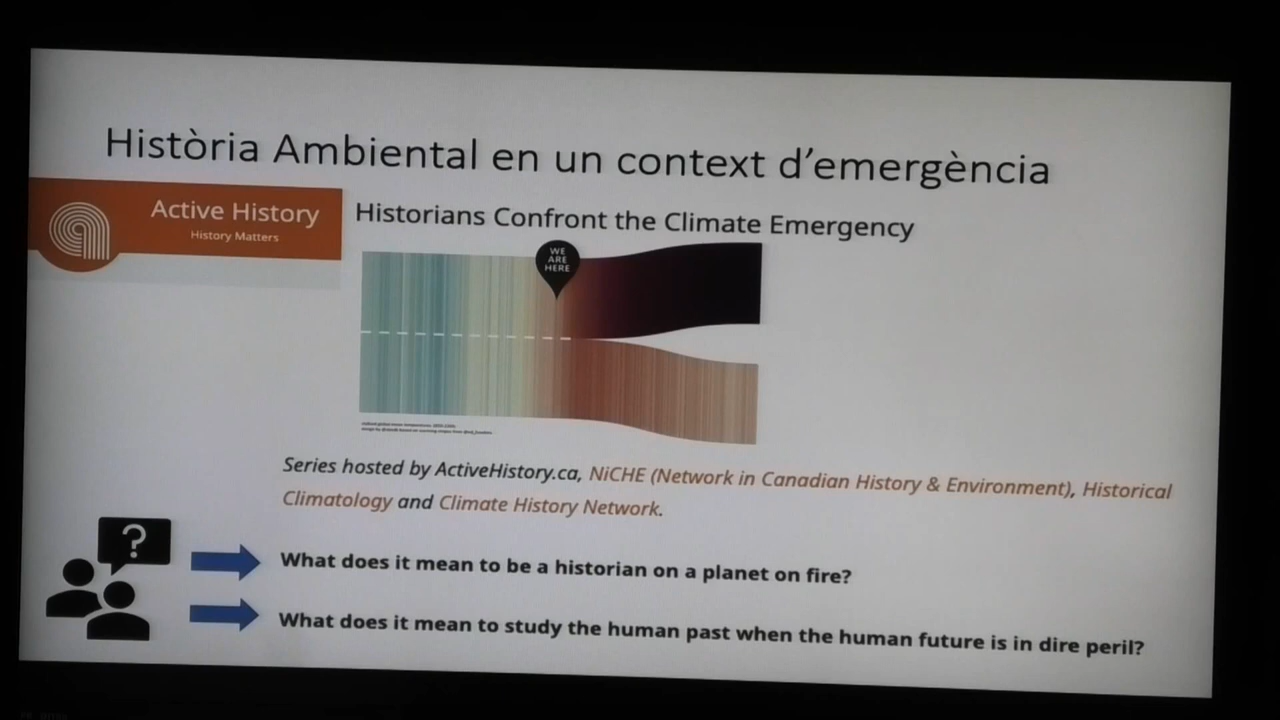 Història Ambiental en un context d’emergència
Active History
History Matters
Historians Confront the Climate Emergency
WE
ARE
HERE
Series hosted by ActiveHistory.ca, NiCHE (Network in Canadian History & Environment), Historical
Climatology and Climate History Network.
?
What does it mean to be a historian on a planet on fire?
What does it mean to study the human past when the human future is in dire peril?